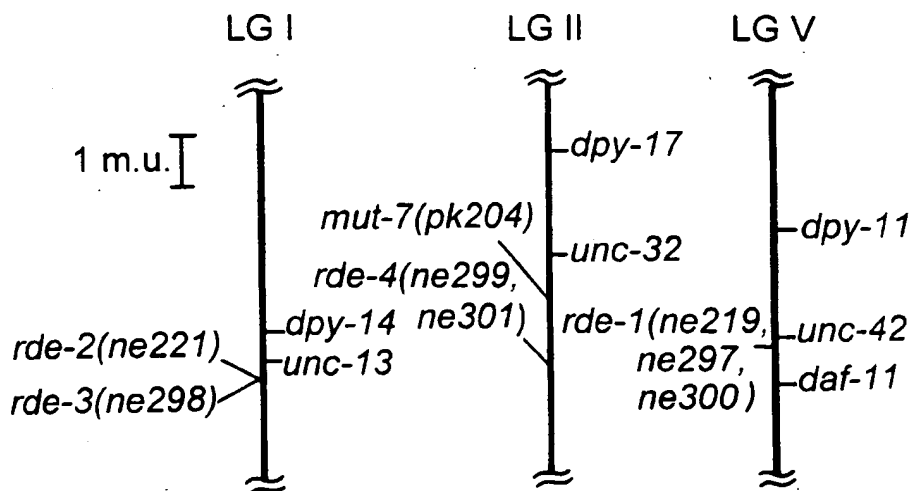 LG I
LG II
LG V
1 m.u.
dpy-17
mut-7(pk204)
dpy-11
unc-32
rde-4(ne299,
ne301)
dpy-14
rde-1(ne219,
ne297,
ne300)
unc-42
rde-2(ne221)
unc-13
daf-11
rde-3(ne298)